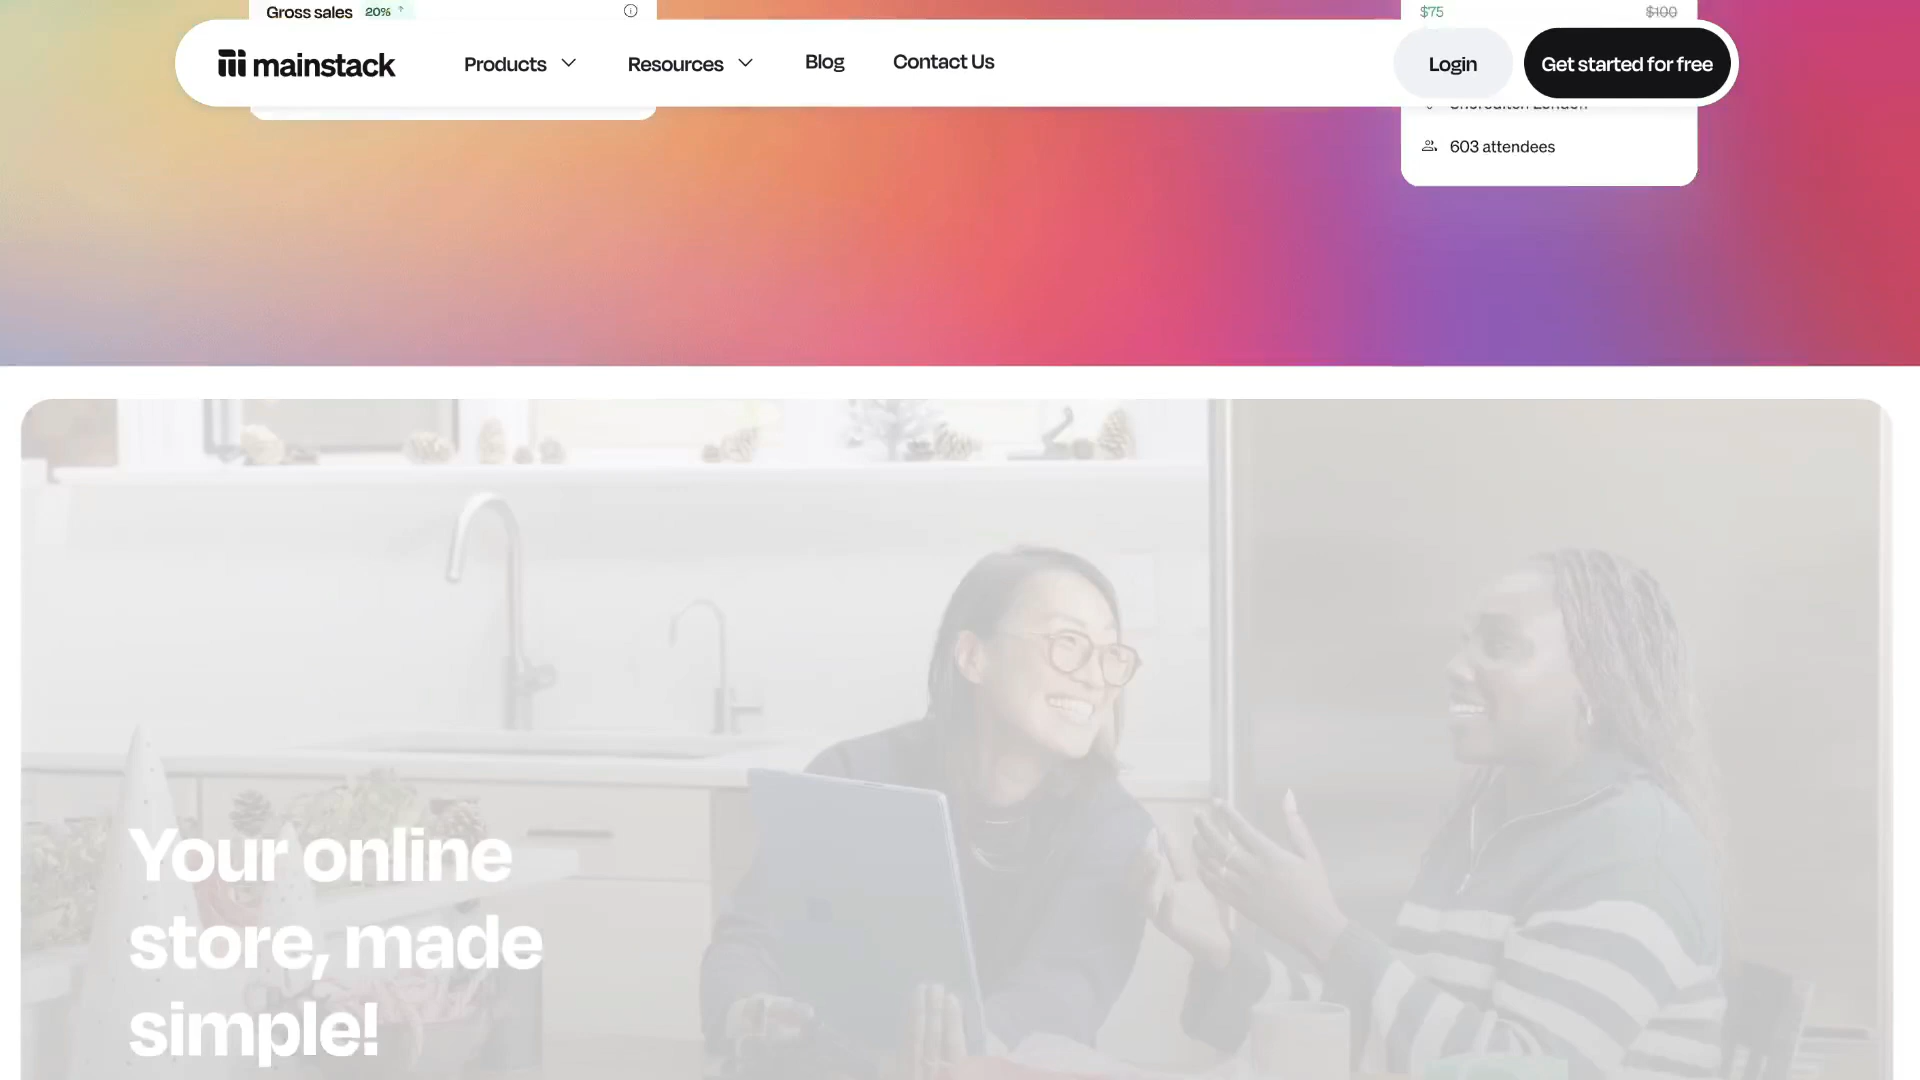 Gross sales 20%
$75 $100
mainstack Products Resources Blog Contact Us Login Get started for free
603 attendees
Your online
store, made
simple!